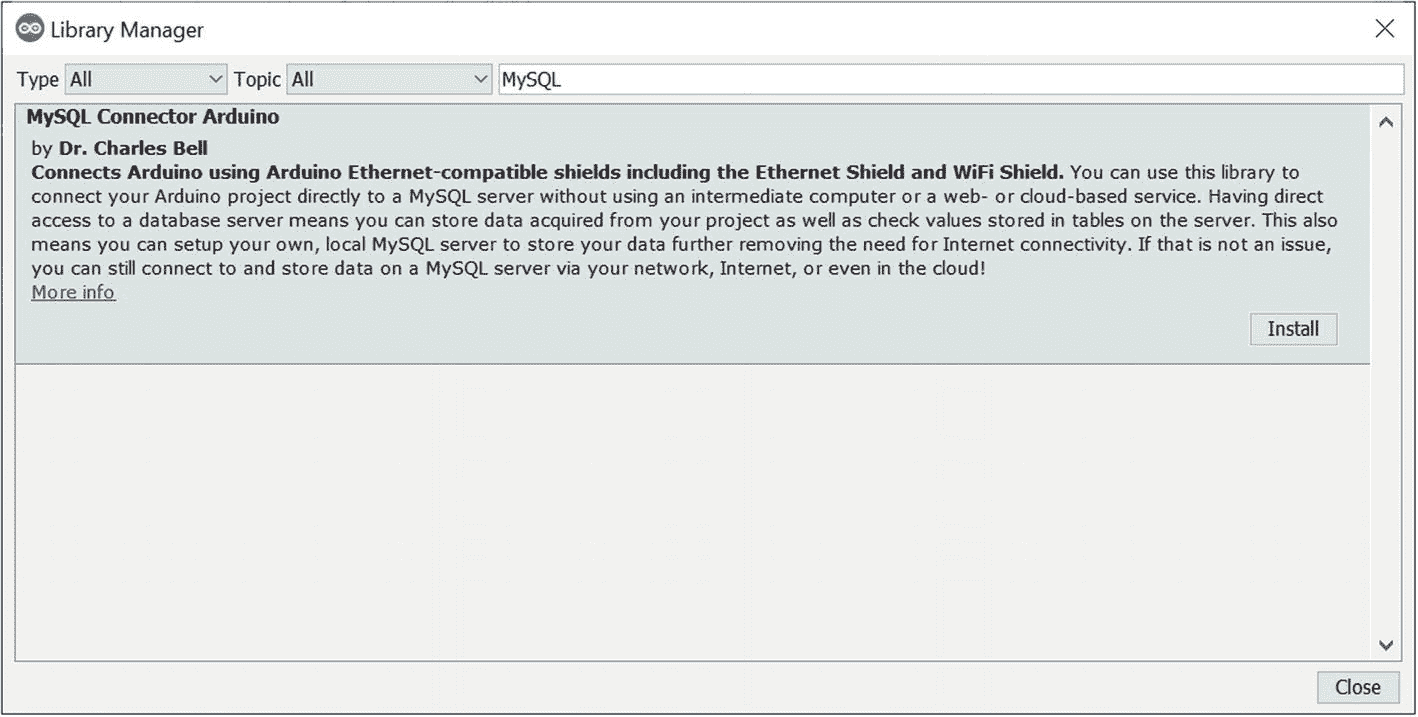 Library Manager
Type All Topic All MySQL
MySQL Connector Arduino
by Dr. Charles Bell
Connects Arduino using Arduino Ethernet-compatible shields including the Ethernet Shield and WiFi Shield. You can use this library to
connect your Arduino project directly to a MySQL server without using an intermediate computer or a web- or cloud-based service. Having direct
access to a database server means you can store data acquired from your project as well as check values stored in tables on the server. This also
means you can setup your own, local MySQL server to store your data further removing the need for Internet connectivity. If that is not an issue,
you can still connect to and store data on a MySQL server via your network, Internet, or even in the cloud!
More info
Install
Close